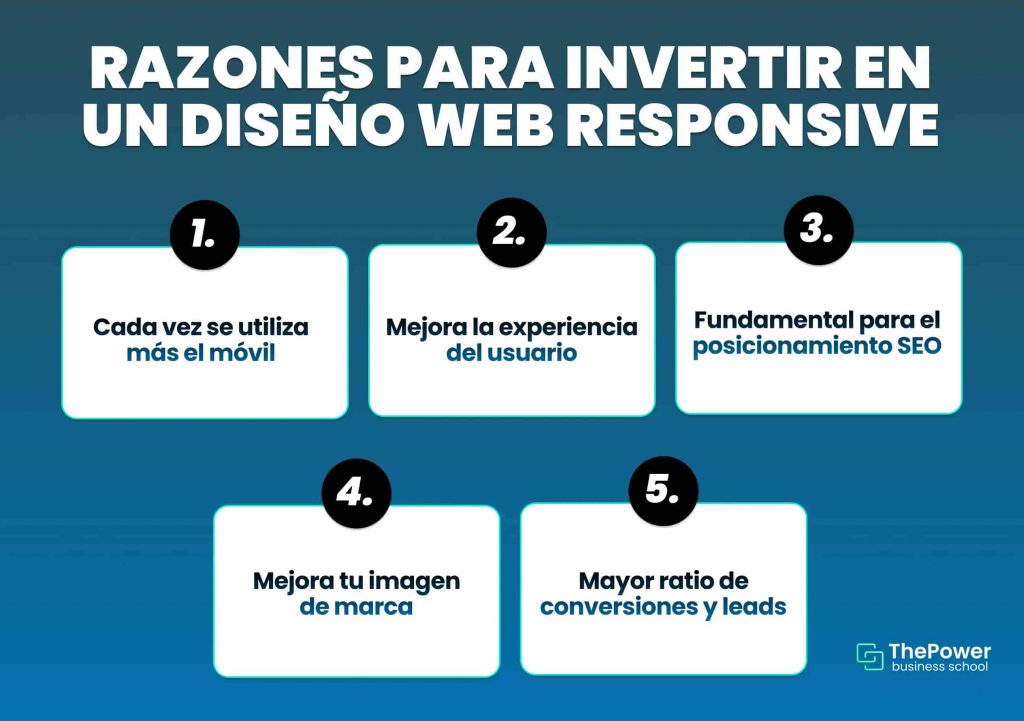 RAZONES PARA INVERTIR EN
UN DISEÑO WEB RESPONSIVE
1.
Cada vez se utiliza
más el móvil
2.
Mejora la experiencia
del usuario
3.
Fundamental para el
posicionamiento SEO
4.
Mejora tu imagen
de marca
5.
Mayor ratio de
conversiones y leads
ThePower
business school